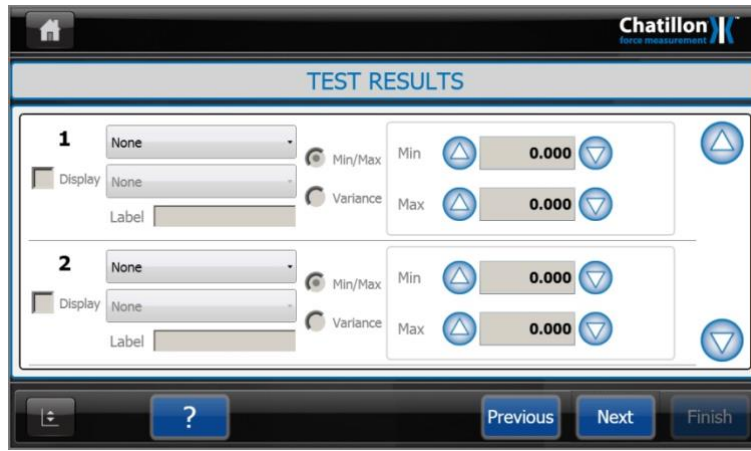 Chatillon
force measurement
TEST RESULTS
1
None
Display
None
Label
Min/Max
Variance
Min
0.000
Max
0.000
2
None
Display
None
Label
Min/Max
Variance
Min
0.000
Max
0.000
?
Previous
Next
Finish